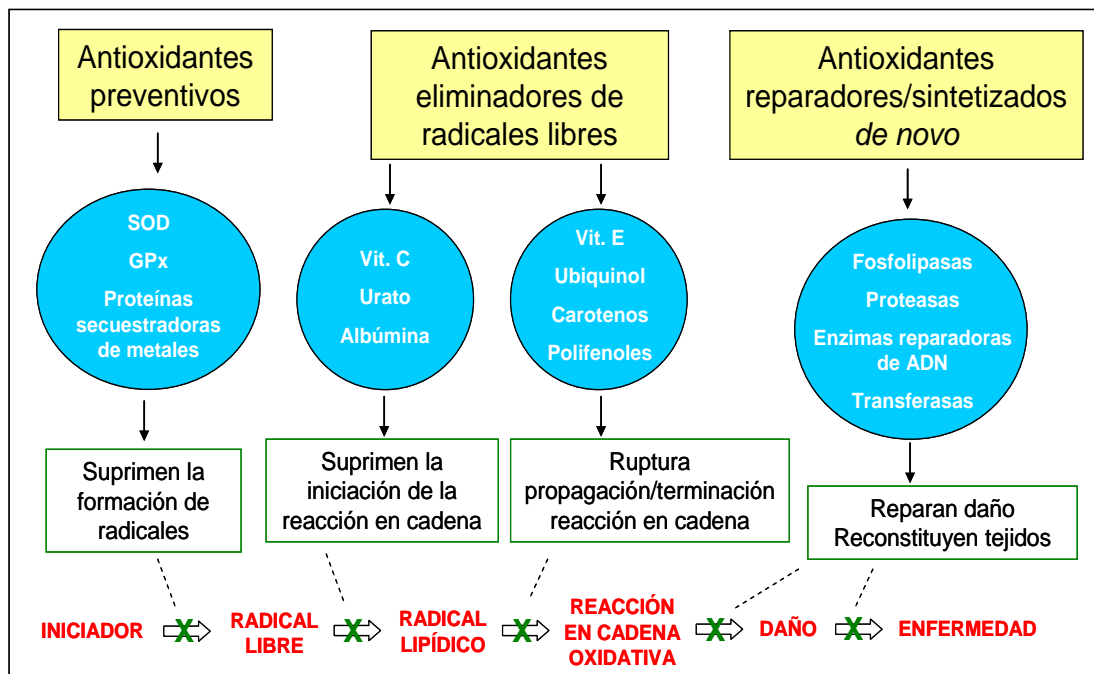 Antioxidantes
preventivos
Antioxidantes
eliminadores de
radicales libres
Antioxidantes
reparadores/sintetizados
de novo
SOD
GPx
Proteínas
secuestradoras
de metales
Vit. C
Urato
Albúmina
Vit. E
Ubiquinol
Carotenos
Polifenoles
Fosfolipasas
Proteasas
Enzimas reparadoras
de ADN
Transferasas
Suprimen la
formación de
radicales
Suprimen la
iniciación de la
reacción en cadena
Ruptura
propagación/terminación
reacción en cadena
Reparan daño
Reconstituyen tejidos
INICIADOR
X
RADICAL
LIBRE
X
RADICAL
LIPÍDICO
X
REACCIÓN
EN CADENA
OXIDATIVA
X
DAÑO
X
ENFERMEDAD